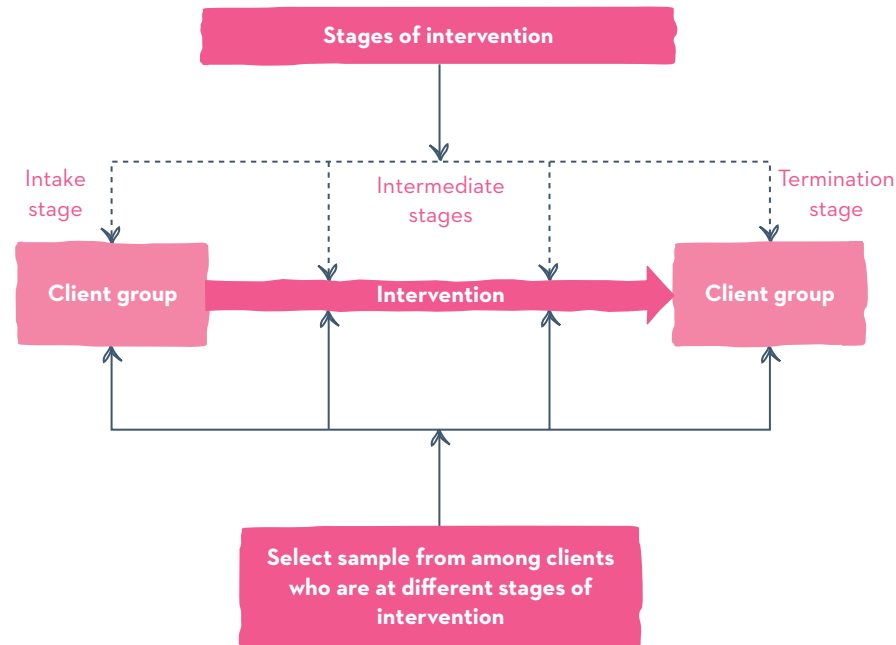 Stages of intervention
Intake
stage
Intermediate
stages
Termination
stage
Client group
Intervention
Client group
Select sample from among clients
who are at different stages of
intervention